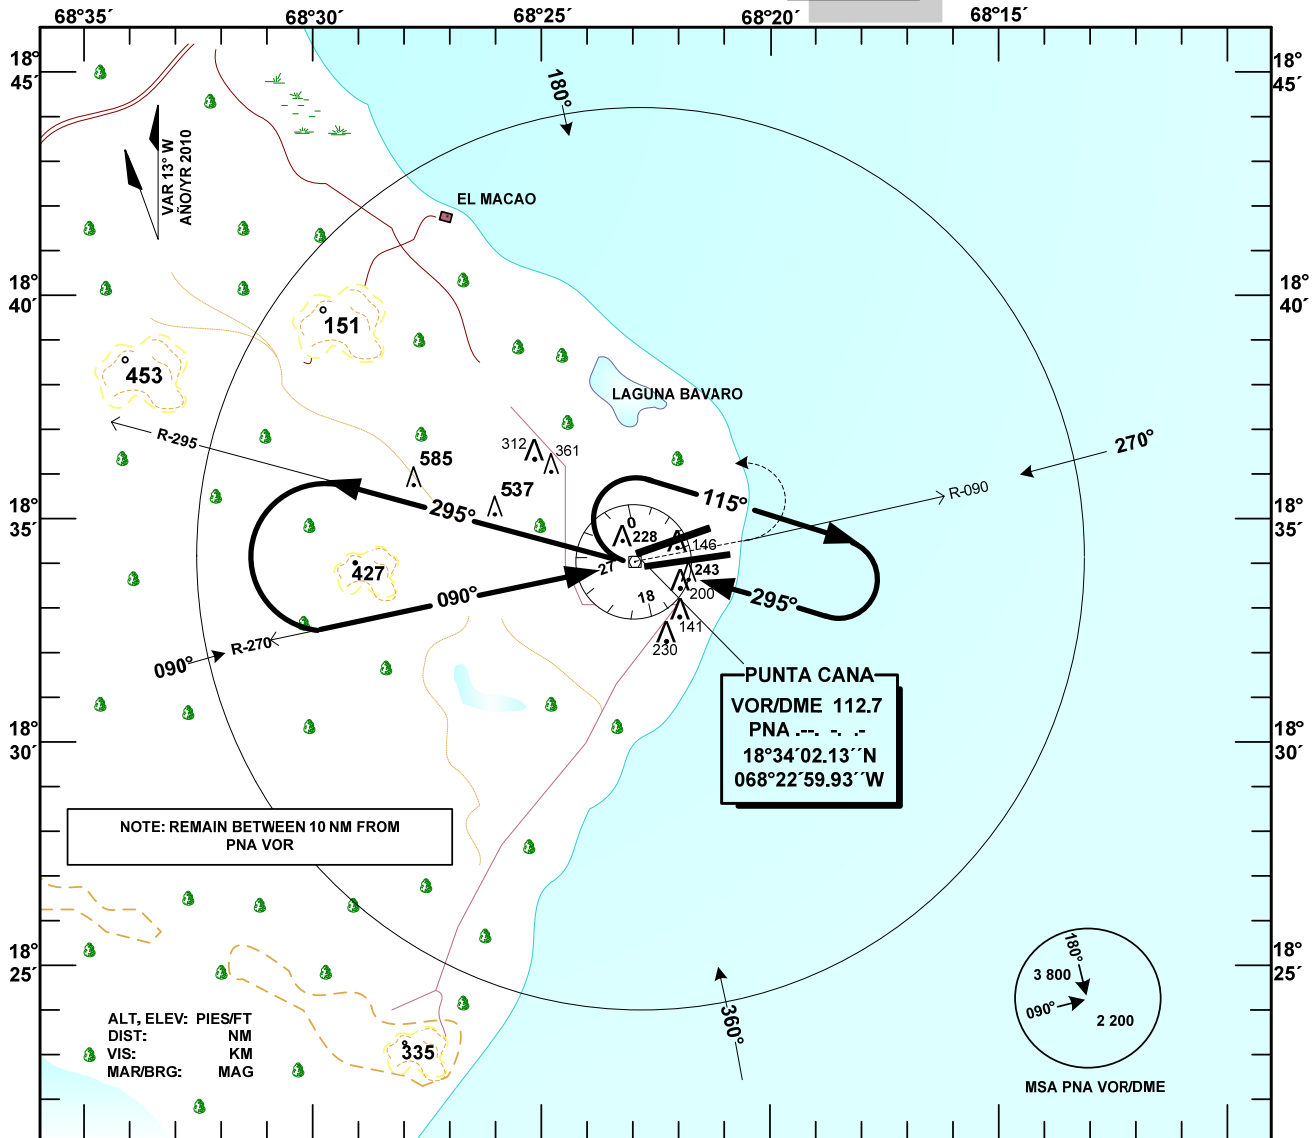 68°35´
68°30´
68°25´
68°20´
68°15´
18°
45´
18°
45´
180°
VAR 13° W
AÑO/YR 2010
EL MACAO
18°
40´
18°
40´
151
453
LAGUNA BAVARO
R-295
312
361
585
270°
537
115°
R-090
295°
18°
35´
18°
35´
0
228
146
27
427
243
18
200
090°
295°
141
230
R-270
090°
PUNTA CANA
VOR/DME 112.7
PNA .--. -. .-
18°34´02.13´´N
068°22´59.93´´W
18°
30´
18°
30´
NOTE: REMAIN BETWEEN 10 NM FROM
PNA VOR
18°
25´
18°
25´
180°
3 800
090°
2 200
360°
ALT, ELEV: PIES/FT
DIST: NM
VIS: KM
MAR/BRG: MAG
335
MSA PNA VOR/DME